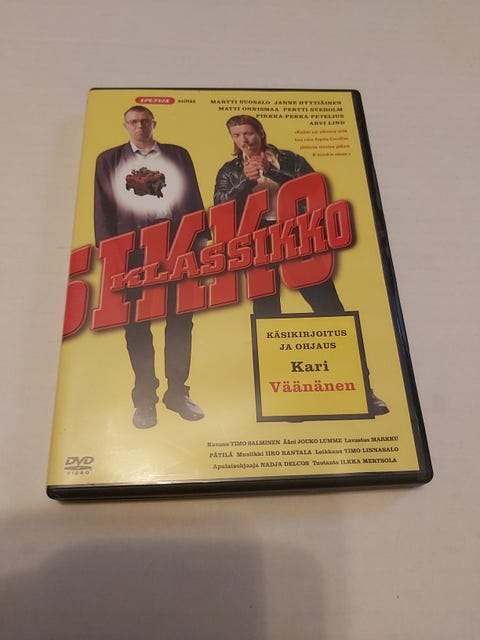 SPUTNIK esittää
MARTTI SUOSALO JANNE HYYTIÄINEN
MATTI ONNISMAA PERTTI SVEHOLM
PIRKKA-PEKKA PETELIUS
ARVI LIND
SIKKO
KLASSIKKO
KÄSIKIRJOITUS
JA OHJAUS
Kari
Väänänen
DVD
VIDEO
Kuvaus TIMO SALMINEN Ääni JOUKO LUMME Lavastus MARKKU
PÄTILÄ Musiikki IIRO RANTALA Leikkaus TIMO LINNASALO
Apulaisohjaaja NADJA DELCOS Tuotanto ILKKA MERTSOLA